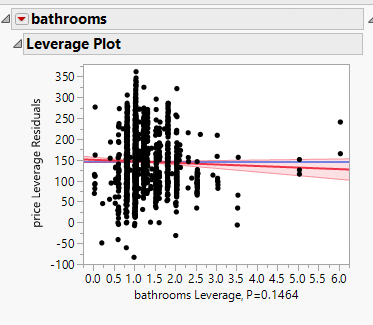 bathrooms
Leverage Plot
price Leverage Residuals
350
300
250
200
150
100
50
0
-50
-100
0.0 0.5 1.0 1.5 2.0 2.5 3.0 3.5 4.0 4.5 5.0 5.5 6.0
bathrooms Leverage, P=0.1464